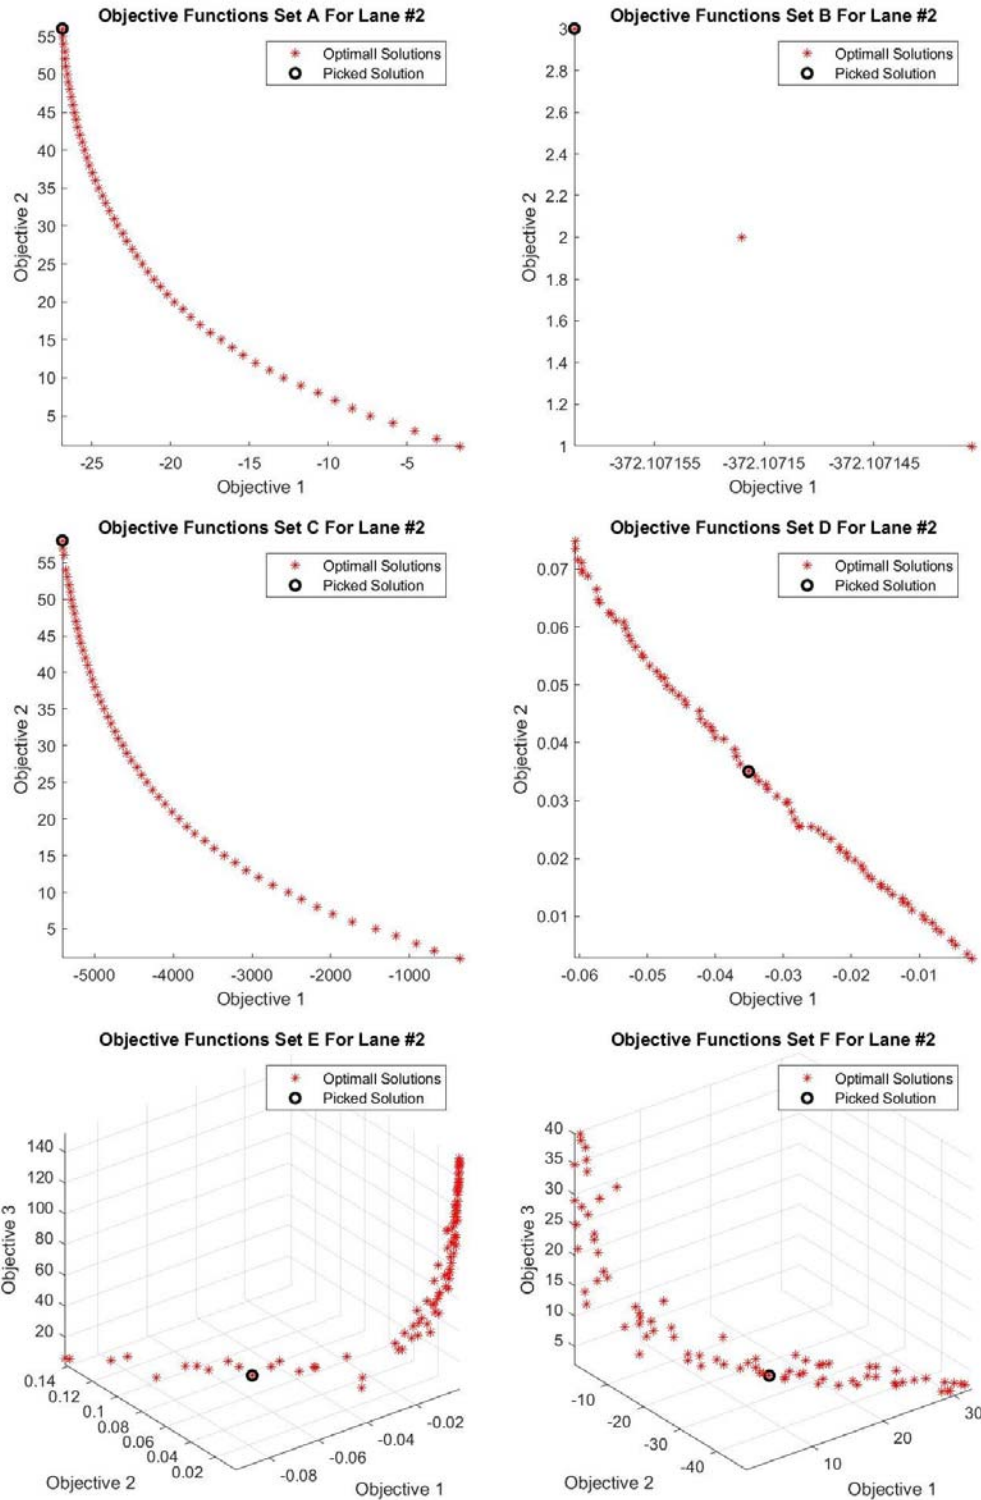 Objective Functions Set A For Lane #2
Optimall Solutions
Picked Solution
55
50
45
40
35
30
25
20
15
10
5
Objective 2
-25 -20 -15 -10 -5
Objective 1
Objective Functions Set B For Lane #2
Optimall Solutions
Picked Solution
3
2.8
2.6
2.4
2.2
2
1.8
1.6
1.4
1.2
1
Objective 2
-372.107155 -372.10715 -372.107145
Objective 1
Objective Functions Set C For Lane #2
Optimall Solutions
Picked Solution
55
50
45
40
35
30
25
20
15
10
5
Objective 2
-5000 -4000 -3000 -2000 -1000
Objective 1
Objective Functions Set D For Lane #2
Optimall Solutions
Picked Solution
0.07
0.06
0.05
0.04
0.03
0.02
0.01
Objective 2
-0.06 -0.05 -0.04 -0.03 -0.02 -0.01
Objective 1
Objective Functions Set E For Lane #2
Optimall Solutions
Picked Solution
140
120
100
80
60
40
20
Objective 3
0.14
0.12
0.1
0.08
0.06
0.04
0.02
Objective 2
-0.08
-0.06
-0.04
-0.02
Objective 1
Objective Functions Set F For Lane #2
Optimall Solutions
Picked Solution
40
35
30
25
20
15
10
5
Objective 3
-10
-20
-30
-40
Objective 2
10
20
30
Objective 1